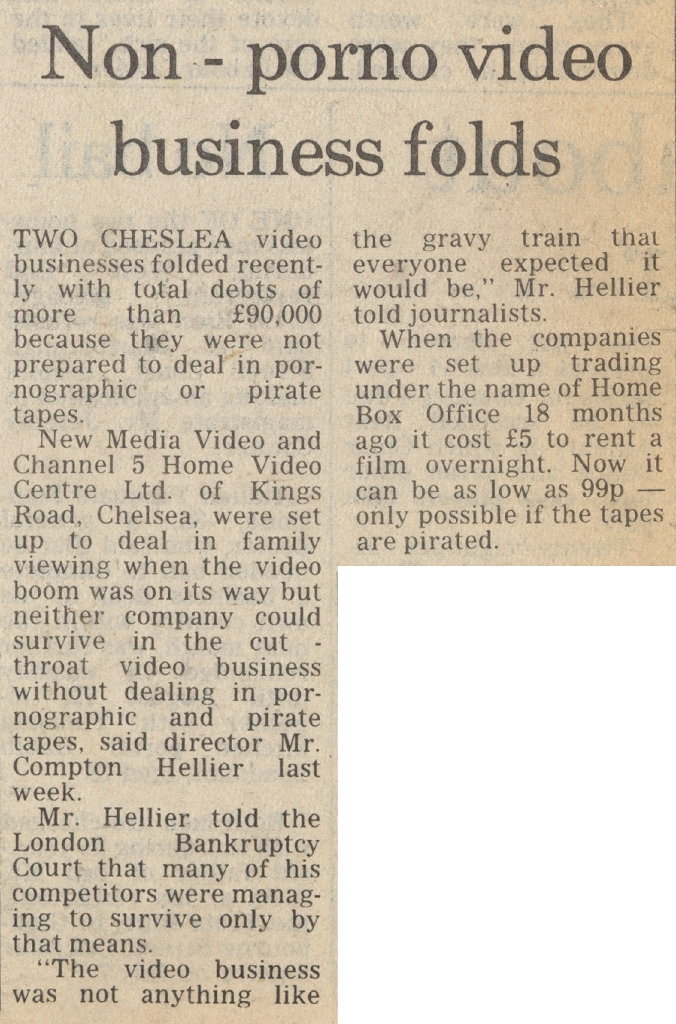 Non - porno video
business folds
TWO CHESLEA video
businesses folded recent-
ly with total debts of
more than £90,000
because they were not
prepared to deal in por-
nographic or pirate
tapes.
New Media Video and
Channel 5 Home Video
Centre Ltd. of Kings
Road, Chelsea, were set
up to deal in family
viewing when the video
boom was on its way but
neither company could
survive in the cut -
throat video business
without dealing in por-
nographic and pirate
tapes, said director Mr.
Compton Hellier last
week.
Mr. Hellier told the
London Bankruptcy
Court that many of his
competitors were manag-
ing to survive only by
that means.
“The video business
was not anything like
the gravy train that
everyone expected it
would be,” Mr. Hellier
told journalists.
When the companies
were set up trading
under the name of Home
Box Office 18 months
ago it cost £5 to rent a
film overnight. Now it
can be as low as 99p —
only possible if the tapes
are pirated.